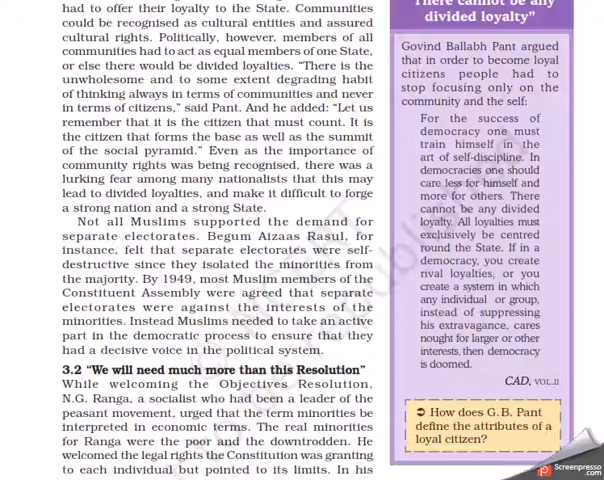 had to offer their loyalty to the State. Communities
could be recognised as cultural entities and assured
cultural rights. Politically, however, members of all
communities had to act as equal members of one State,
or else there would be divided loyalties. “There is the
unwholesome and to some extent degrading habit
of thinking always in terms of communities and never
in terms of citizens,” said Pant. And he added: “Let us
remember that it is the citizen that must count. It is
the citizen that forms the base as well as the summit
of the social pyramid.” Even as the importance of
community rights was being recognised, there was a
lurking fear among many nationalists that this may
lead to divided loyalties, and make it difficult to forge
a strong nation and a strong State.
Not all Muslims supported the demand for
separate electorates. Begum Aizaas Rasul, for
instance, felt that separate electorates were self-
destructive since they isolated the minorities from
the majority. By 1949, most Muslim members of the
Constituent Assembly were agreed that separate
electorates were against the interests of the
minorities. Instead Muslims needed to take an active
part in the democratic process to ensure that they
had a decisive voice in the political system.
3.2 “We will need much more than this Resolution”
While welcoming the Objectives Resolution,
N.G. Ranga, a socialist who had been a leader of the
peasant movement, urged that the term minorities be
interpreted in economic terms. The real minorities
for Ranga were the poor and the downtrodden. He
welcomed the legal rights the Constitution was granting
to each individual but pointed to its limits. In his
“There cannot be any
divided loyalty”
Govind Ballabh Pant argued
that in order to become loyal
citizens people had to
stop focusing only on the
community and the self:
For the success of
democracy one must
train himself in the
art of self-discipline. In
democracies one should
care less for himself and
more for others. There
cannot be any divided
loyalty. All loyalties must
exclusively be centred
round the State. If in a
democracy, you create
rival loyalties, or you
create a system in which
any individual or group,
instead of suppressing
his extravagance, cares
nought for larger or other
interests, then democracy
is doomed.
CAD, VOL.II
➲ How does G.B. Pant
define the attributes of a
loyal citizen?
© NCERT
not to be republished
Screenpresso
.com